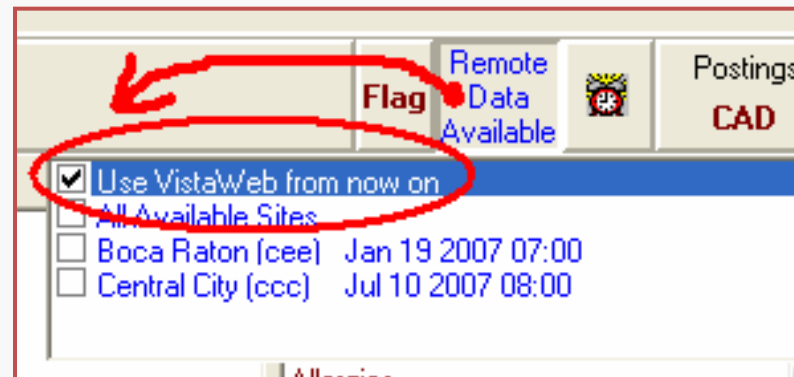 Flag
Remote
Data
Available
Postings
CAD
Use VistaWeb from now on
All Available Sites
Boca Raton (cee) Jan 19 2007 07:00
Central City (ccc) Jul 10 2007 08:00